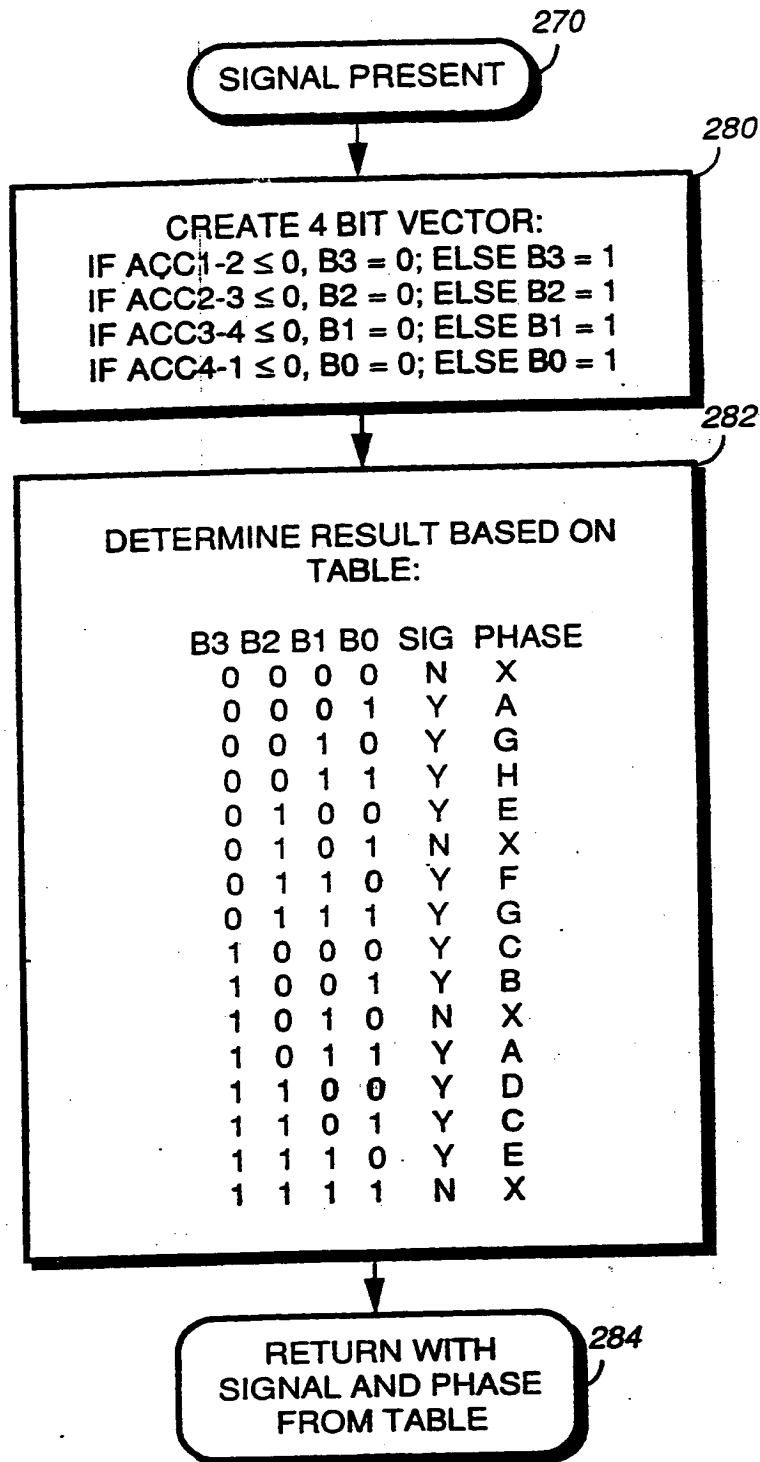 270
SIGNAL PRESENT
280
CREATE 4 BIT VECTOR:
IF ACC1-2 ≤ 0, B3 = 0; ELSE B3 = 1
IF ACC2-3 ≤ 0, B2 = 0; ELSE B2 = 1
IF ACC3-4 ≤ 0, B1 = 0; ELSE B1 = 1
IF ACC4-1 ≤ 0, B0 = 0; ELSE B0 = 1
282
DETERMINE RESULT BASED ON
TABLE:
B3 B2 B1 B0 SIG PHASE
0 0 0 0 N X
0 0 0 1 Y A
0 0 1 0 Y G
0 0 1 1 Y H
0 1 0 0 Y E
0 1 0 1 N X
0 1 1 0 Y F
0 1 1 1 Y G
1 0 0 0 Y C
1 0 0 1 Y B
1 0 1 0 N X
1 0 1 1 Y A
1 1 0 0 Y D
1 1 0 1 Y C
1 1 1 0 Y E
1 1 1 1 N X
284
RETURN WITH
SIGNAL AND PHASE
FROM TABLE